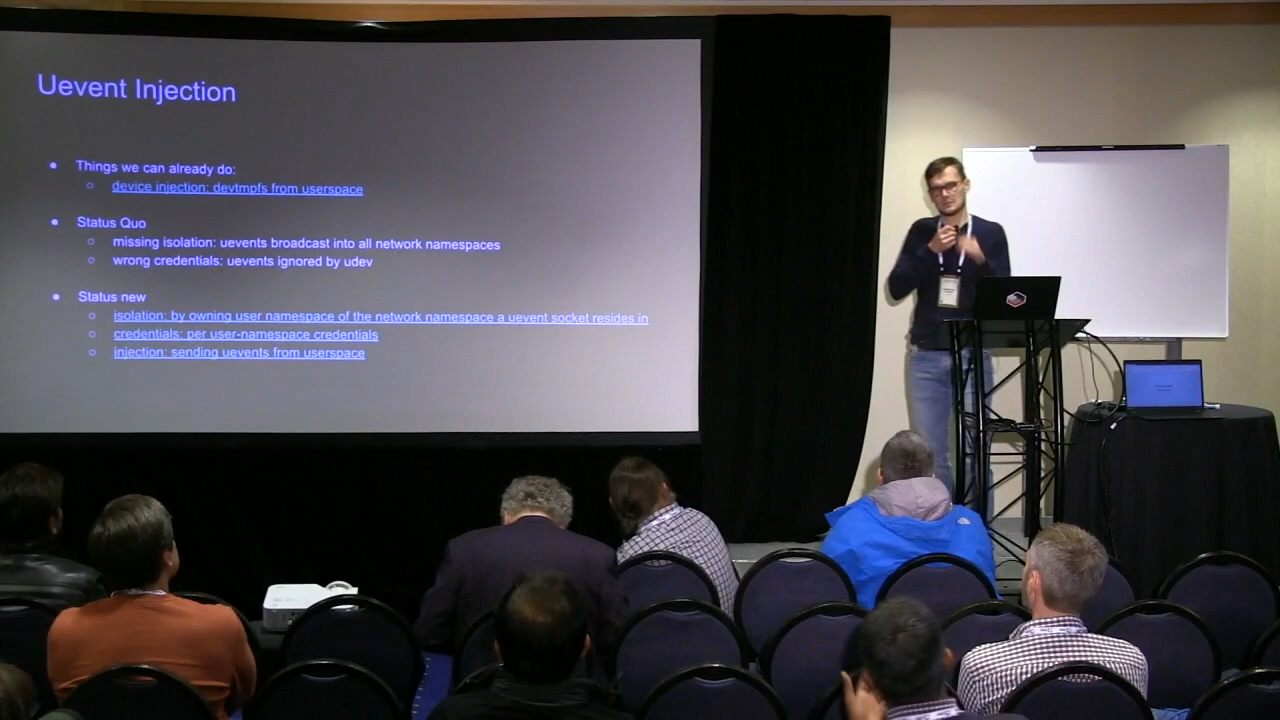 Uevent Injection
Things we can already do:
device injection: devtmpfs from userspace
Status Quo
missing isolation: uevents broadcast into all network namespaces
wrong credentials: uevents ignored by udev
Status new
isolation: by owning user namespace of the network namespace a uevent socket resides in
credentials: per user-namespace credentials
injection: sending uevents from userspace